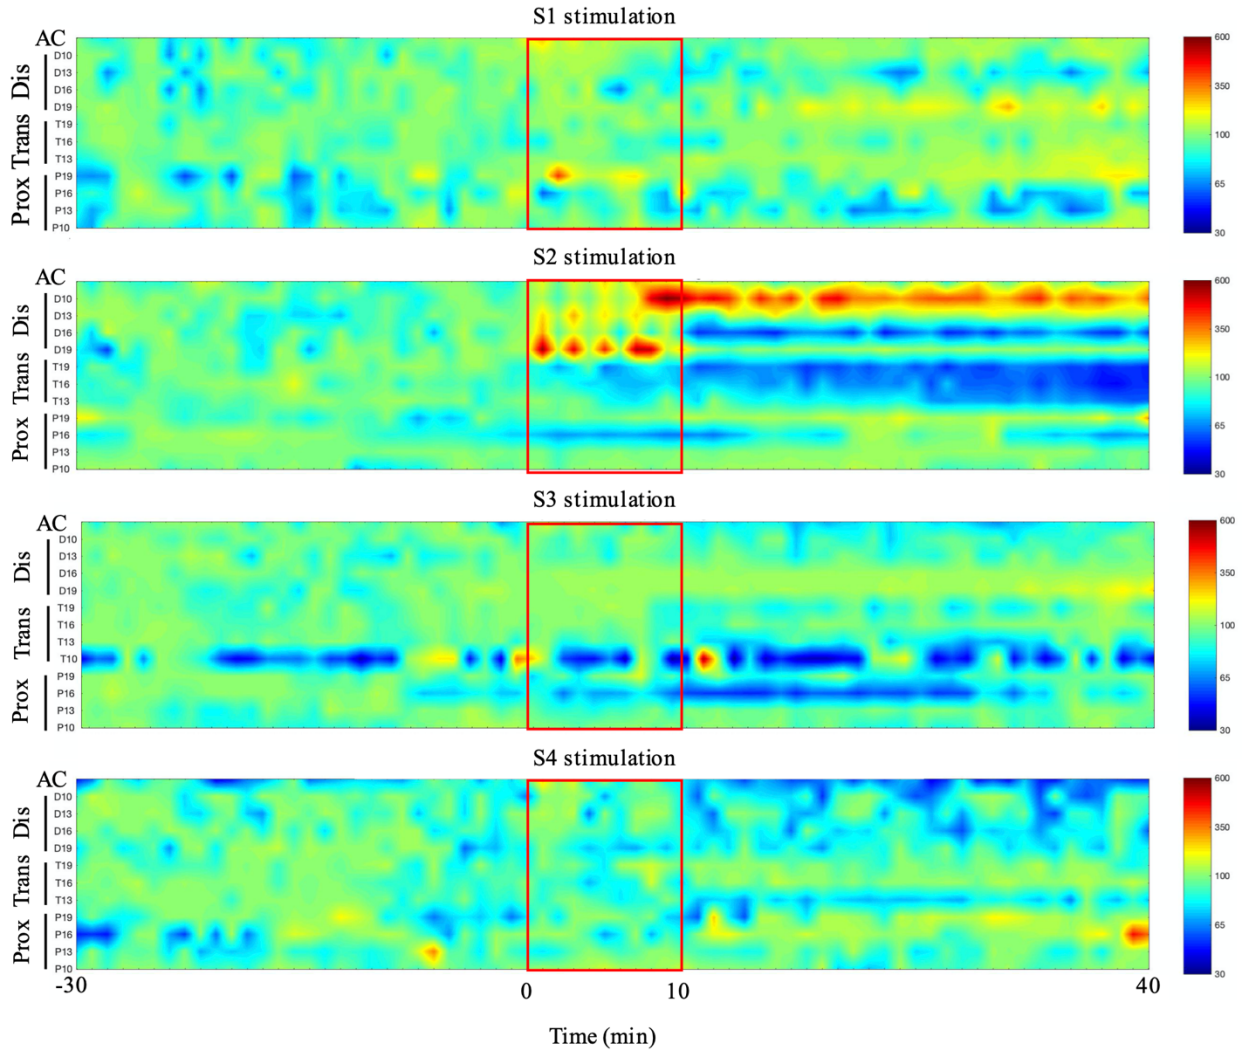 S1 stimulation
AC
D10
D13
D16
D19
T19
T16
T13
P19
P16
P13
P10
Dis
Trans
Prox
600
350
100
65
30
S2 stimulation
AC
D10
D13
D16
D19
T19
T16
T13
P19
P16
P13
P10
Dis
Trans
Prox
600
350
100
65
30
S3 stimulation
AC
D10
D13
D16
D19
T19
T16
T13
T10
P19
P16
P13
P10
Dis
Trans
Prox
600
350
100
65
30
S4 stimulation
AC
D10
D13
D16
D19
T19
T16
T13
P19
P16
P13
P10
Dis
Trans
Prox
600
350
100
65
30
-30 0 10 40
Time (min)